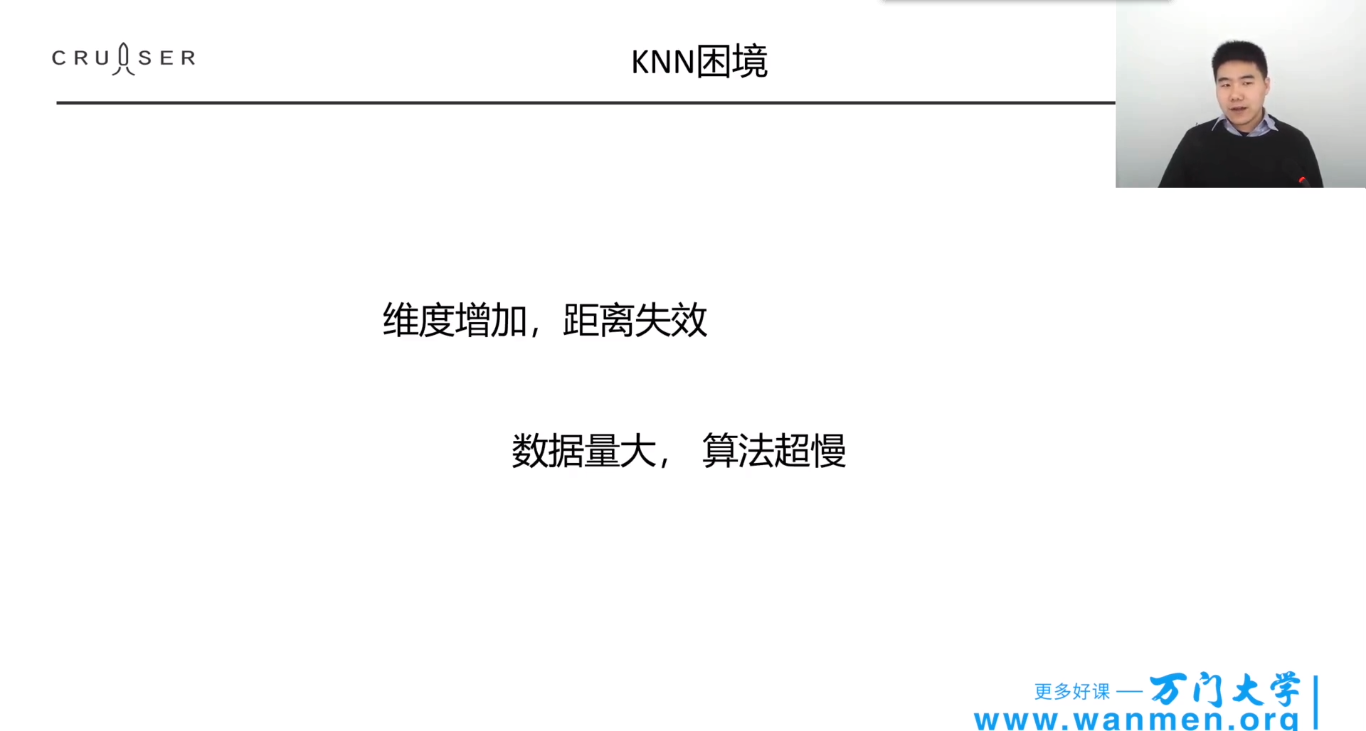 CRUISER
KNN困境
维度增加，距离失效
数据量大， 算法超慢
更多好课 — 万门大学
www.wanmen.org